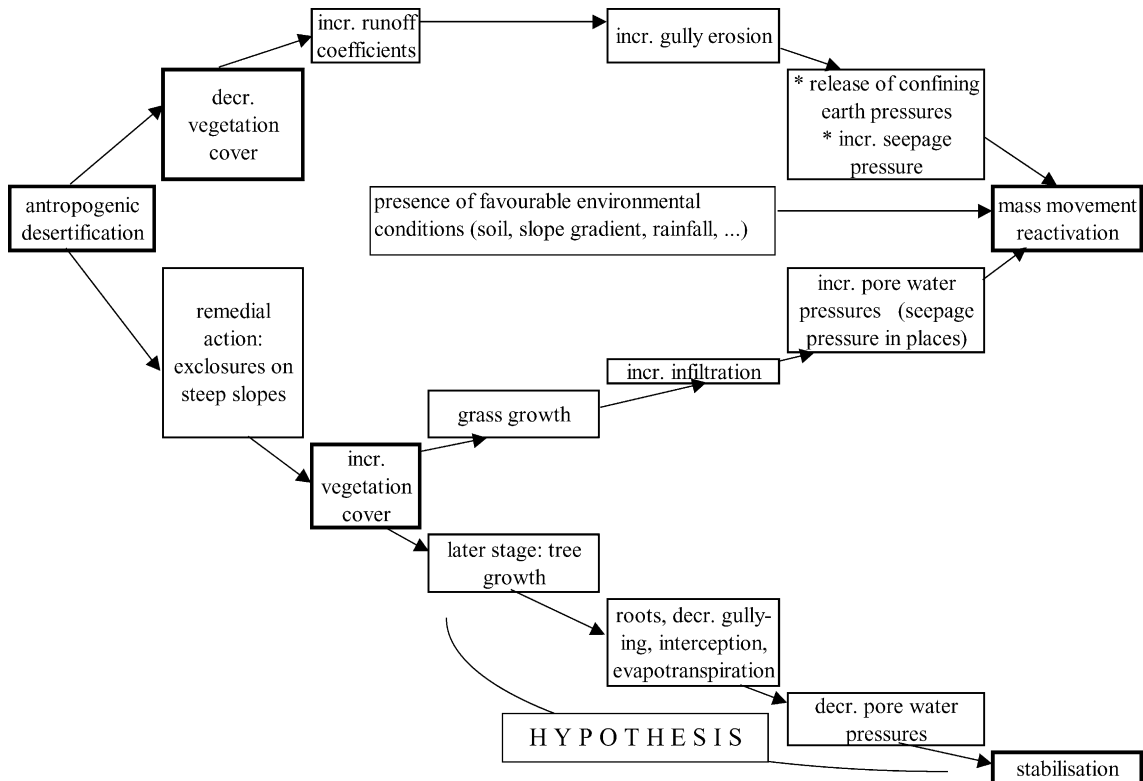 incr. runoff
coefficients
incr. gully erosion
decr.
vegetation
cover
* release of confining
earth pressures
* incr. seepage
pressure
antropogenic
desertification
presence of favourable environmental
conditions (soil, slope gradient, rainfall, ...)
mass movement
reactivation
remedial
action:
exclosures on
steep slopes
incr. pore water
pressures (seepage
pressure in places)
incr. infiltration
grass growth
incr.
vegetation
cover
later stage: tree
growth
roots, decr. gully-
ing, interception,
evapotranspiration
decr. pore water
pressures
H Y P O T H E S I S
stabilisation